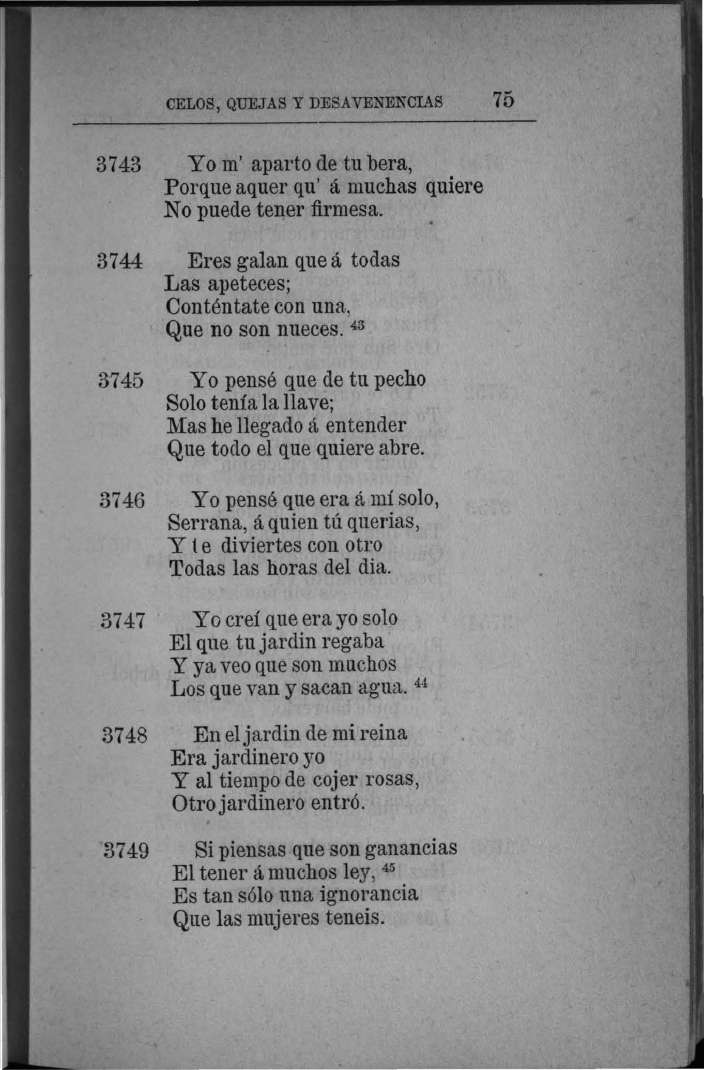 CELOS, QUEJAS Y DESAVENENCIAS 75
3743 Yo m' aparto de tu bera,
Porque aquer qu' á muchas quiere
No puede tener firmesa.
3744 Eres galan que á todas
Las apeteces;
Conténtate con una,
Que no son nueces. 43
3745 Yo pensé que de tu pecho
Solo tenía la llave;
Mas he llegado á entender
Que todo el que quiere abre.
3746 Yo pensé que era á mí solo,
Serrana, á quien tú querias,
Y te diviertes con otro
Todas las horas del dia.
3747 Yo creí que era yo solo
El que tu jardin regaba
Y ya veo que son muchos
Los que van y sacan agua. 44
3748 En el jardin de mi reina
Era jardinero yo
Y al tiempo de cojer rosas,
Otro jardinero entró.
3749 Si piensas que son ganancias
El tener á muchos ley, 45
Es tan sólo una ignorancia
Que las mujeres teneis.